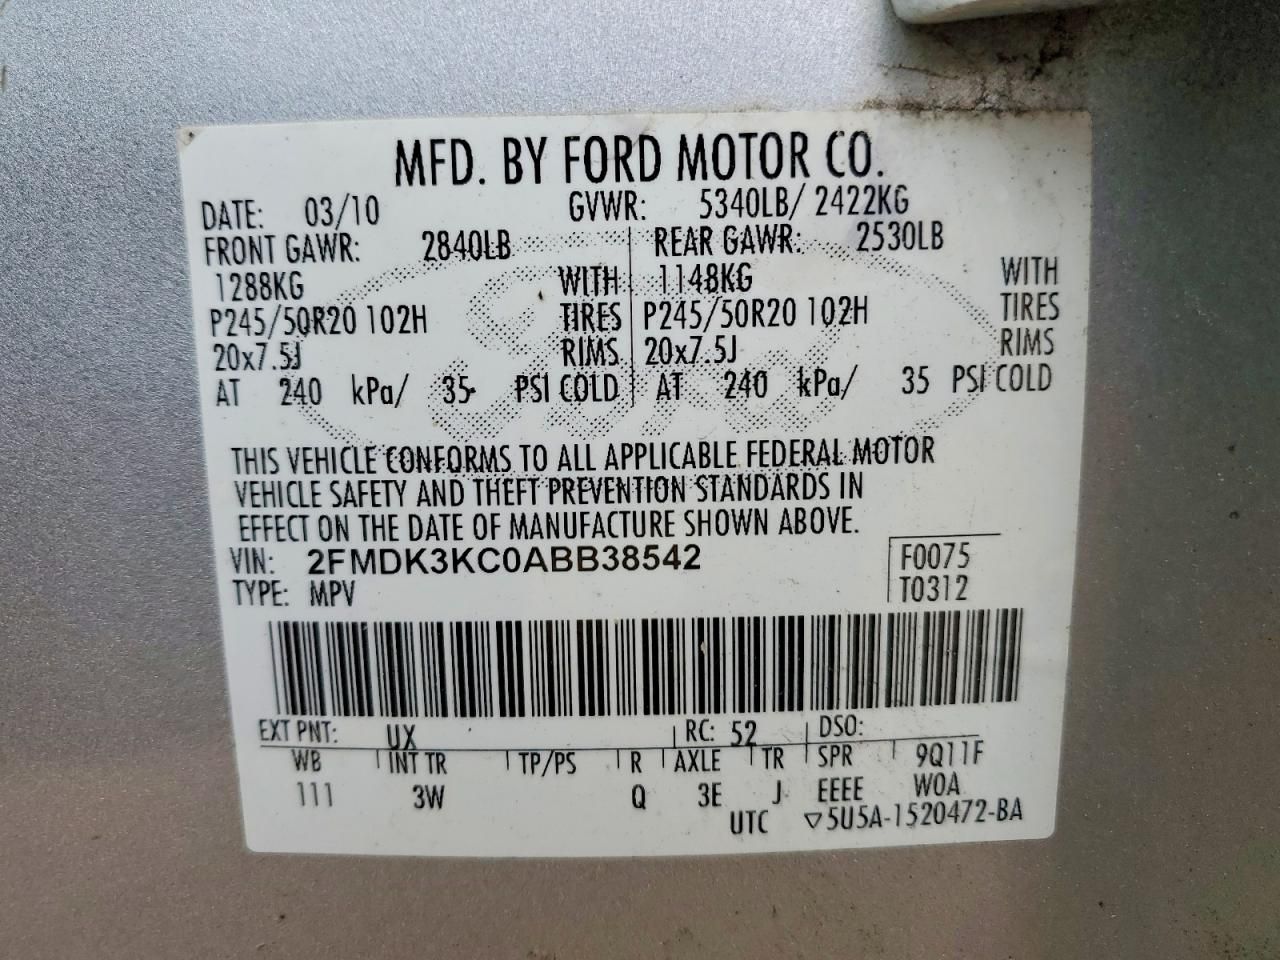 MFD. BY FORD MOTOR CO.
DATE: 03/10 GVWR: 5340LB/ 2422KG
FRONT GAWR: 2840LB REAR GAWR: 2530LB
1288KG WITH 1148KG WITH
P245/50R20 102H TIRES P245/50R20 102H TIRES
20x7.5J RIMS 20x7.5J RIMS
AT 240 kPa/ 35 PSI COLD AT 240 kPa/ 35 PSI COLD
THIS VEHICLE CONFORMS TO ALL APPLICABLE FEDERAL MOTOR
VEHICLE SAFETY AND THEFT PREVENTION STANDARDS IN
EFFECT ON THE DATE OF MANUFACTURE SHOWN ABOVE.
VIN: 2FMDK3KC0ABB38542 F0075
TYPE: MPV T0312
EXT PNT: UX RC: 52 DSO:
WB INT TR TP/PS R AXLE TR SPR 9Q11F
111 3W Q 3E J EEEE W0A
UTC ▽5U5A-1520472-BA